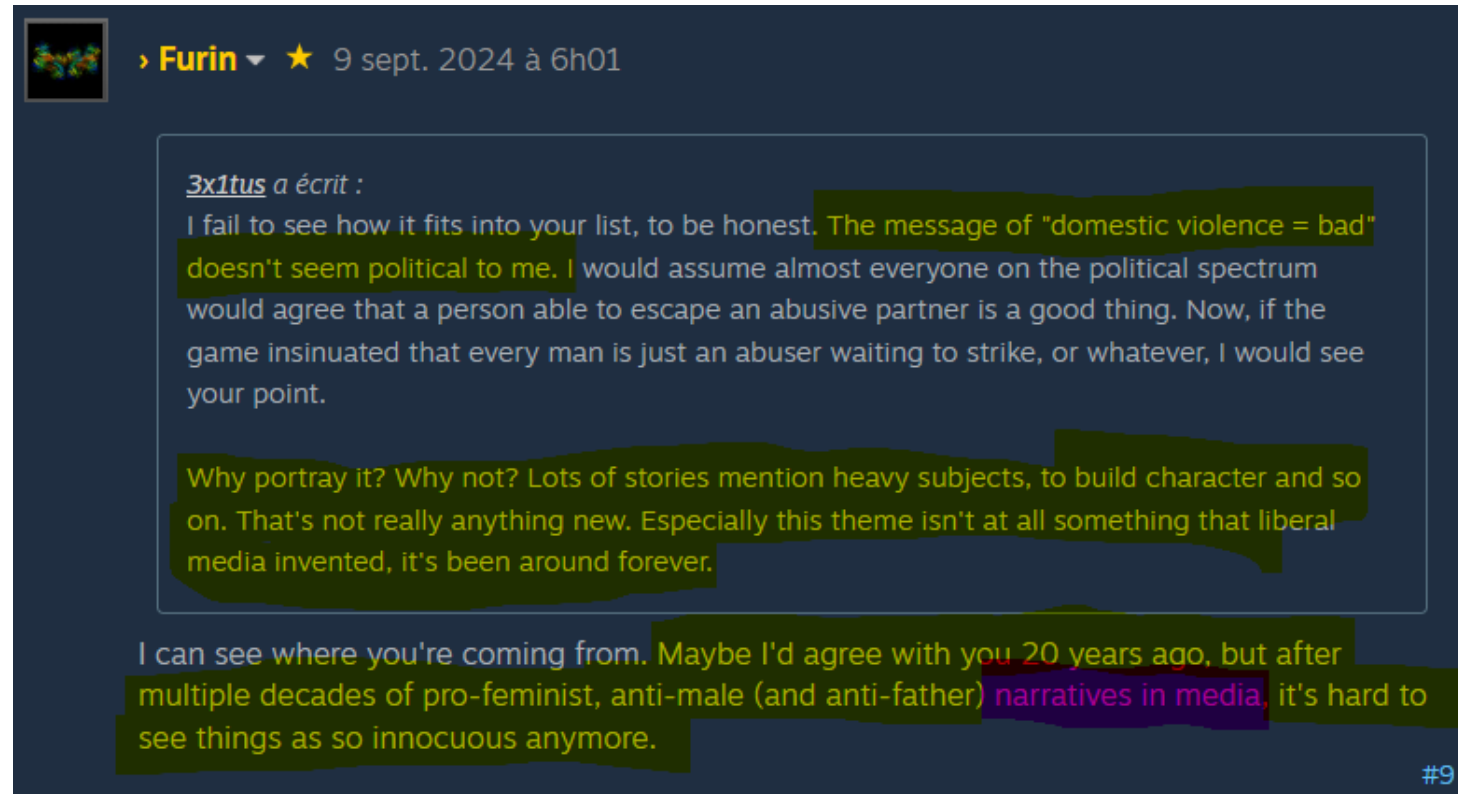 › Furin ★ 9 sept. 2024 à 6h01
3x1tus a écrit :
I fail to see how it fits into your list, to be honest. The message of "domestic violence = bad"
doesn't seem political to me. I would assume almost everyone on the political spectrum
would agree that a person able to escape an abusive partner is a good thing. Now, if the
game insinuated that every man is just an abuser waiting to strike, or whatever, I would see
your point.
Why portray it? Why not? Lots of stories mention heavy subjects, to build character and so
on. That's not really anything new. Especially this theme isn't at all something that liberal
media invented, it's been around forever.
I can see where you're coming from. Maybe I'd agree with you 20 years ago, but after
multiple decades of pro-feminist, anti-male (and anti-father) narratives in media, it's hard to
see things as so innocuous anymore.
#9